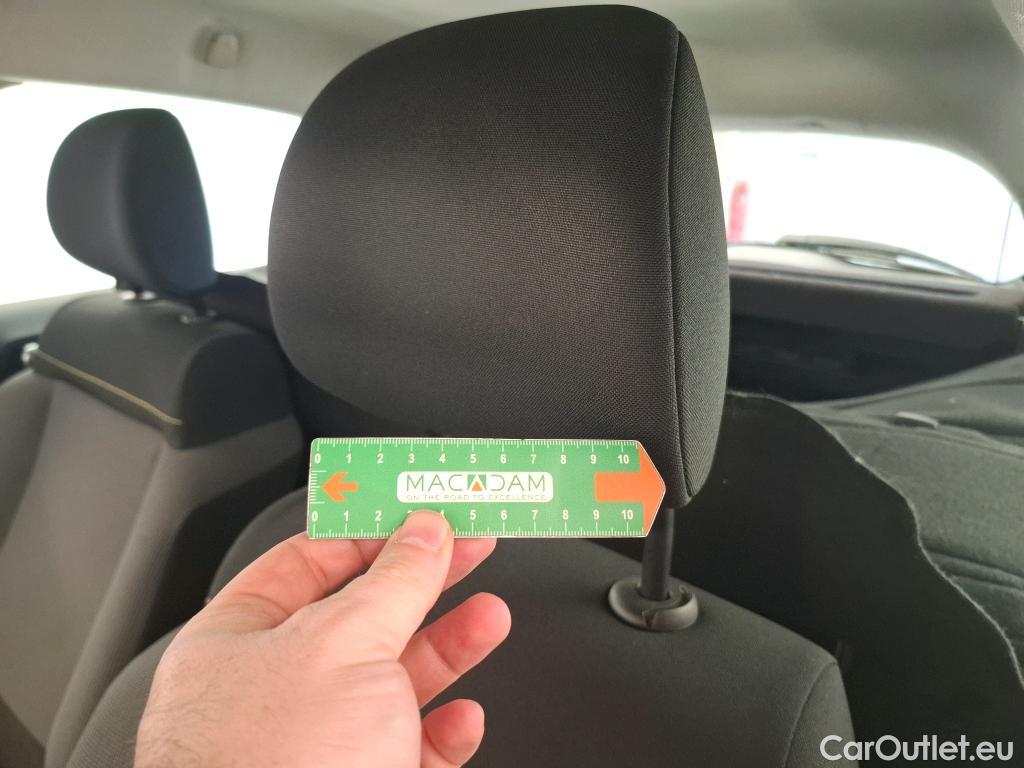 0 1 2 3 4 5 6 7 8 9 10
MACADAM
ON THE ROAD TO EXCELLENCE
0 1 2 3 4 5 6 7 8 9 10
CarOutlet.eu